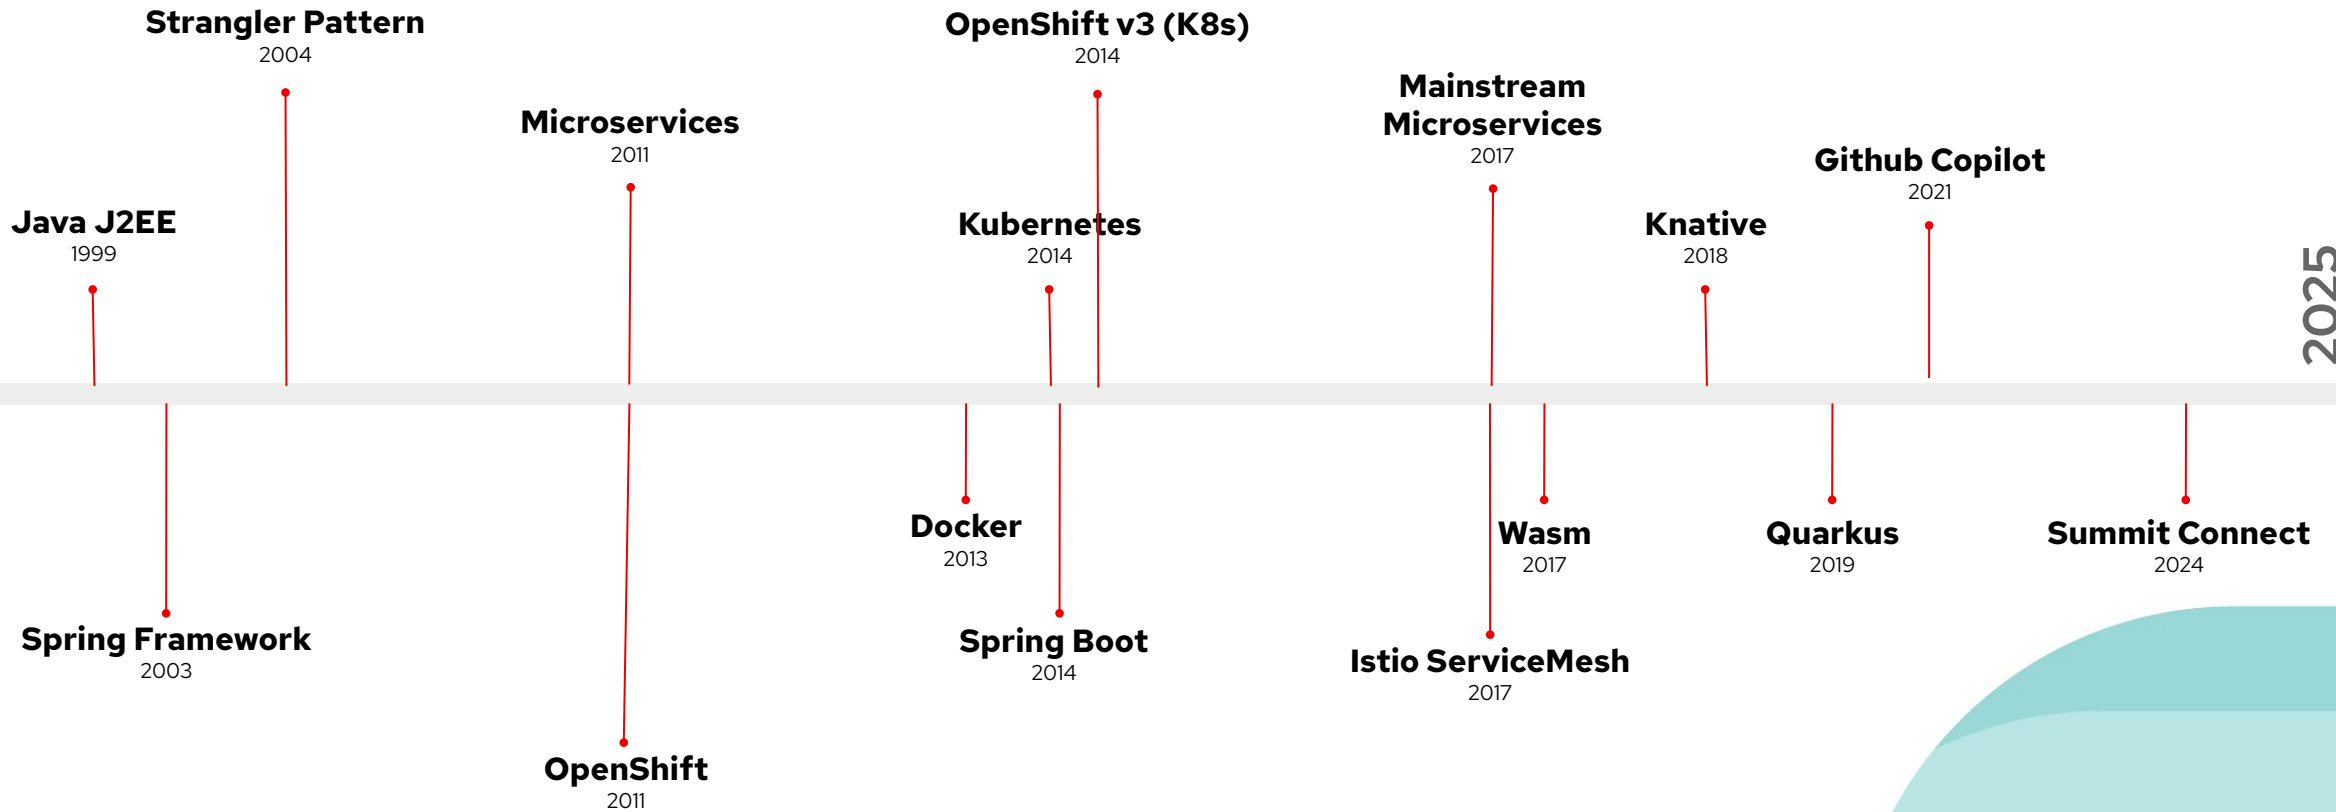 Strangler Pattern
2004
OpenShift v3 (K8s)
2014
Mainstream
Microservices
2017
Microservices
2011
Github Copilot
2021
Java J2EE
1999
Kubernetes
2014
Knative
2018
2025
Docker
2013
Wasm
2017
Quarkus
2019
Summit Connect
2024
Spring Framework
2003
Spring Boot
2014
Istio ServiceMesh
2017
OpenShift
2011